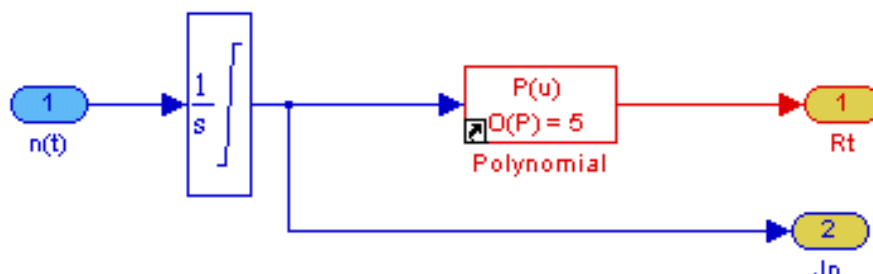 1
n(t)
1
s
P(u)
O(P) = 5
Polynomial
1
Rt
2